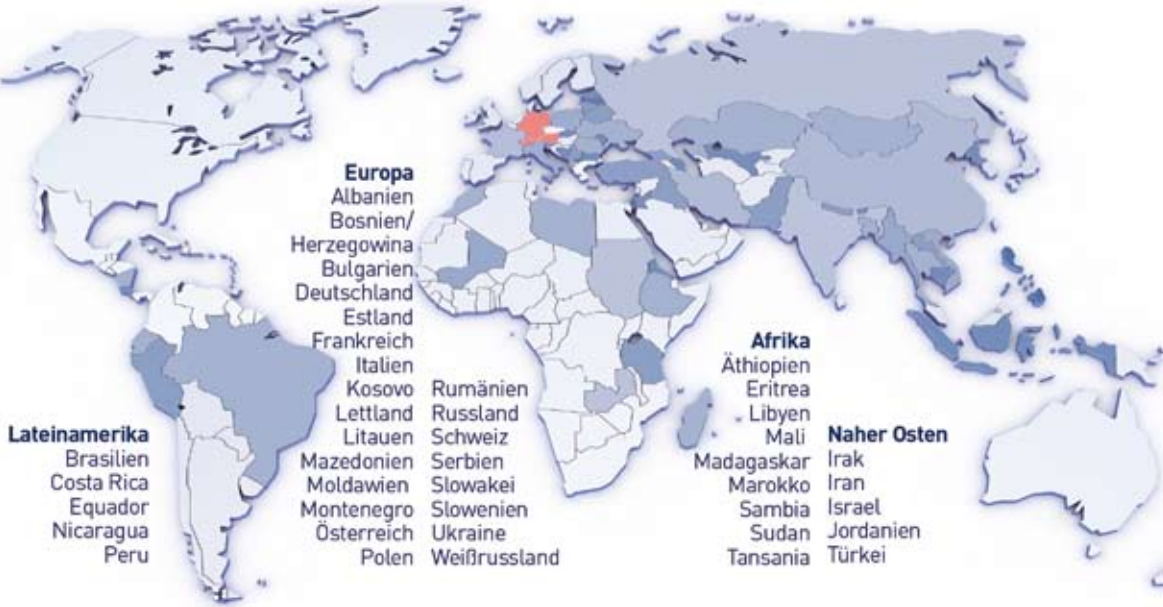 Europa
Albanien
Bosnien/
Herzegowina
Bulgarien
Deutschland
Estland
Frankreich
Italien
Kosovo
Lettland
Litauen
Mazedonien
Moldawien
Montenegro
Österreich
Polen
Rumänien
Russland
Schweiz
Serbien
Slowakei
Slowenien
Ukraine
Weißrussland
Lateinamerika
Brasilien
Costa Rica
Equador
Nicaragua
Peru
Afrika
Äthiopien
Eritrea
Libyen
Mali
Madagaskar
Marokko
Sambia
Sudan
Tansania
Naher Osten
Irak
Iran
Israel
Jordanien
Türkei